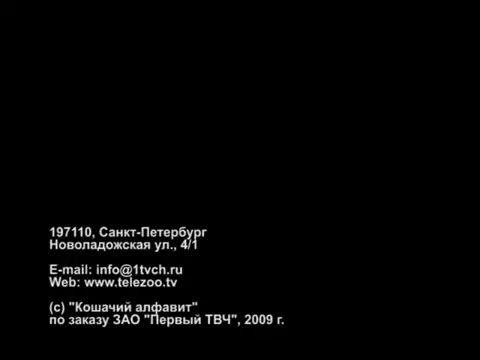 197110, Санкт-Петербург
Новоладожская ул., 4/1
E-mail: info@1tvch.ru
Web: www.telezoo.tv
(с) "Кошачий алфавит"
по заказу ЗАО "Первый ТВЧ", 2009 г.